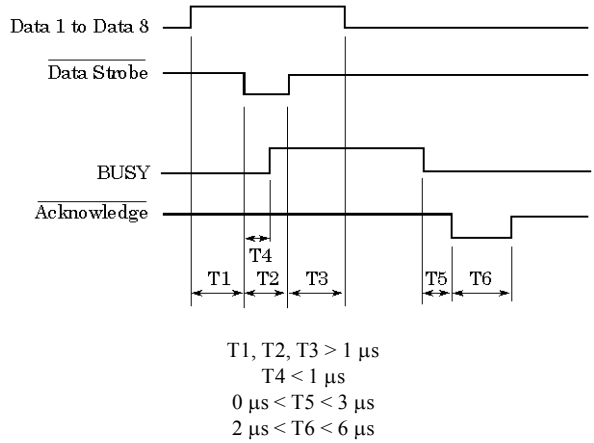 Data 1 to Data 8
Data Strobe
BUSY
Acknowledge
T4
T1 T2 T3 T5 T6
T1, T2, T3 > 1 μs
T4 < 1 μs
0 μs < T5 < 3 μs
2 μs < T6 < 6 μs